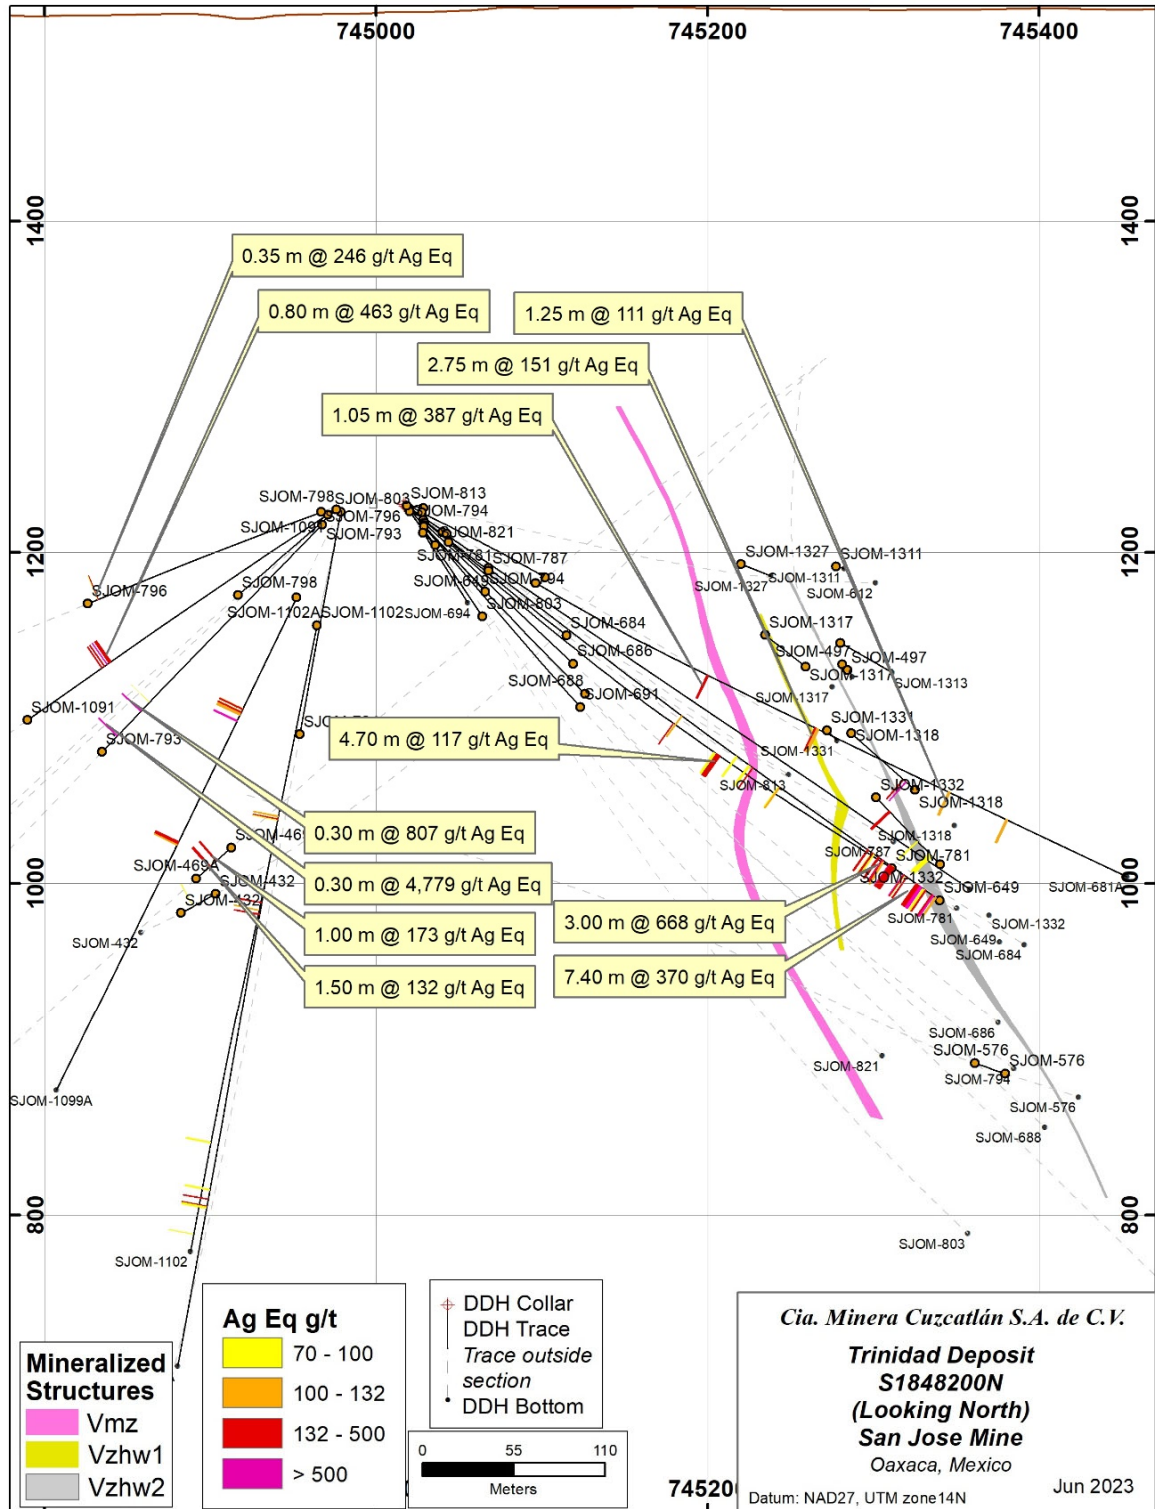 745000
745200
745400
1400
1400
0.35 m @ 246 g/t Ag Eq
0.80 m @ 463 g/t Ag Eq
1.25 m @ 111 g/t Ag Eq
2.75 m @ 151 g/t Ag Eq
1.05 m @ 387 g/t Ag Eq
SJOM-798
SJOM-803
SJOM-813
SJOM-796
SJOM-794
SJOM-793
SJOM-821
SJOM-781
SJOM-787
SJOM-1327
SJOM-1311
1200
1200
SJOM-649
SJOM-1327
SJOM-1311
SJOM-612
SJOM-796
SJOM-798
SJOM-803
SJOM-694
SJOM-1102A
SJOM-1102
SJOM-684
SJOM-1317
SJOM-686
SJOM-497
SJOM-497
SJOM-1317
SJOM-688
SJOM-691
SJOM-1317
SJOM-1313
SJOM-1091
SJOM-1331
SJOM-1318
SJOM-793
4.70 m @ 117 g/t Ag Eq
SJOM-1331
SJOM-813
SJOM-1332
SJOM-1318
0.30 m @ 807 g/t Ag Eq
SJOM-1318
SJOM-469A
SJOM-787
SJOM-781
0.30 m @ 4,779 g/t Ag Eq
SJOM-432
SJOM-1332
SJOM-649
SJOM-681A
1000
1000
SJOM-432
3.00 m @ 668 g/t Ag Eq
SJOM-781
SJOM-1332
1.00 m @ 173 g/t Ag Eq
SJOM-432
SJOM-649
SJOM-684
7.40 m @ 370 g/t Ag Eq
1.50 m @ 132 g/t Ag Eq
SJOM-686
SJOM-576
SJOM-576
SJOM-821
SJOM-794
SJOM-1099A
SJOM-576
SJOM-688
800
800
SJOM-803
SJOM-1102
Mineralized
Structures
Vmz
Vzhw1
Vzhw2
Ag Eq g/t
70 - 100
100 - 132
132 - 500
> 500
DDH Collar
DDH Trace
Trace outside
section
DDH Bottom
0 55 110
Meters
Cia. Minera Cuzcatlán S.A. de C.V.
Trinidad Deposit
S1848200N
(Looking North)
San Jose Mine
Oaxaca, Mexico
Datum: NAD27, UTM zone14N
Jun 2023